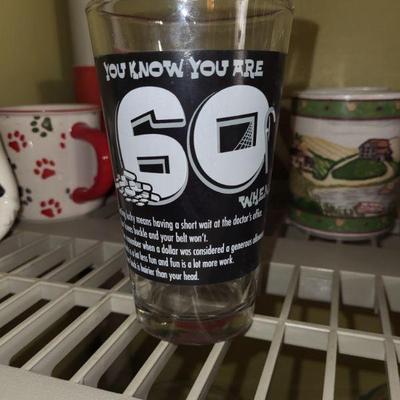 YOU KNOW YOU ARE
60
WHEN
lucky means having a short wait at the doctor's office.
buckle and your belt won't.
remember when a dollar was considered a generous
less fun and fun is a lot more work.
is hairier than your head.